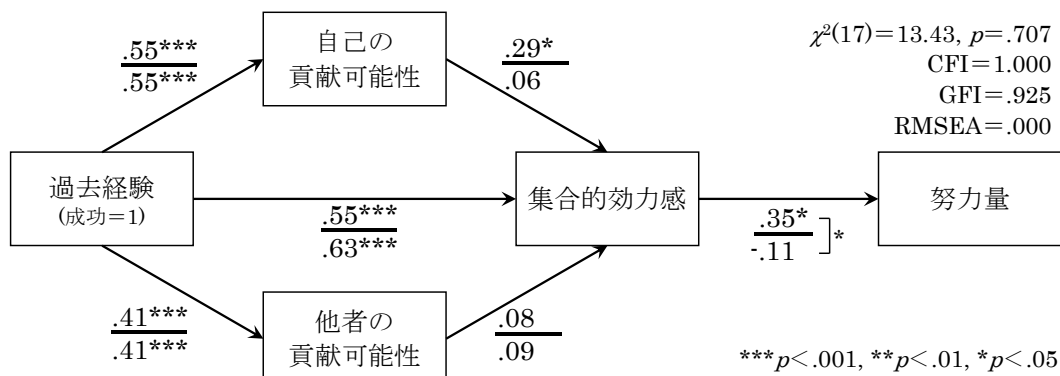 .55***
.55***
自己の
貢献可能性
.29*
.06
χ²(17)＝13.43, p＝.707
CFI＝1.000
GFI＝.925
RMSEA＝.000
過去経験
(成功＝1)
.55***
.63***
集合的効力感
.35*
-.11
*
努力量
.41***
.41***
他者の
貢献可能性
.08
.09
***p＜.001, **p＜.01, *p＜.05